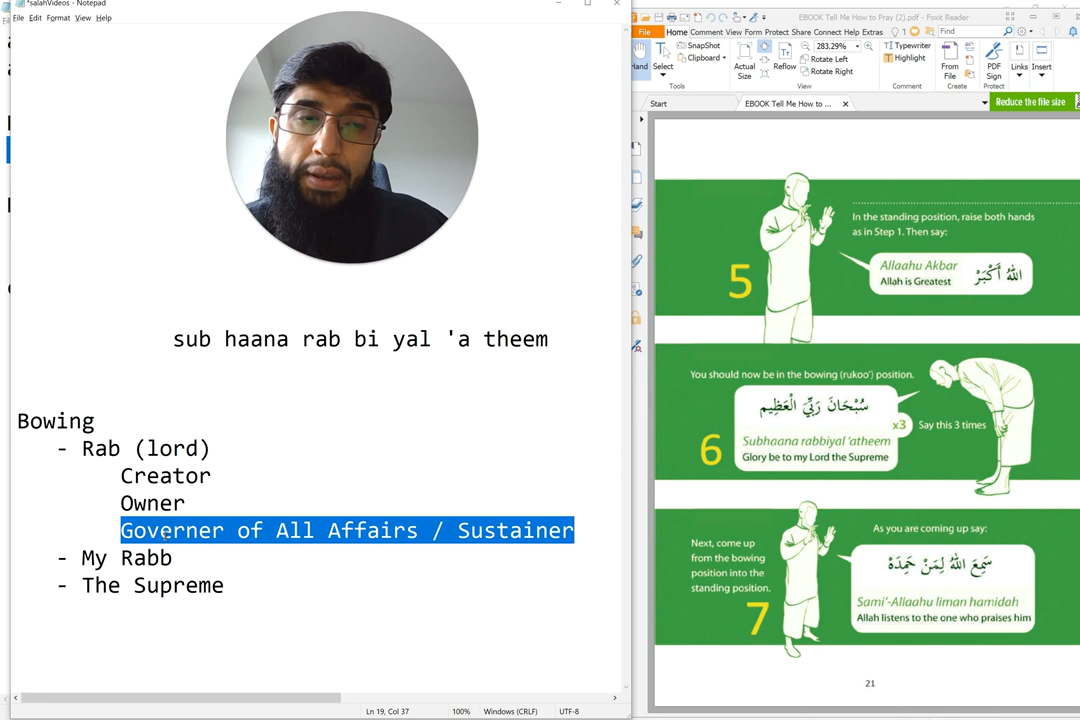 *salahVideos - Notepad
File Edit Format View Help
sub haana rab bi yal 'a theem
Bowing
- Rab (lord)
Creator
Owner
Governer of All Affairs / Sustainer
- My Rabb
- The Supreme
Ln 19, Col 37 100% Windows (CRLF) UTF-8
EBOOK Tell Me How to Pray (2).pdf - Foxit Reader
File Home Comment View Form Protect Share Connect Help Extras Find
Hand Select SnapShot Clipboard Actual Size Reflow 283.29% Rotate Left Rotate Right Typewriter Highlight From File PDF Sign Links Insert
Tools View Comment Create Protect
Start EBOOK Tell Me How to ... Reduce the file size
5
In the standing position, raise both hands
as in Step 1. Then say:
Allaahu Akbar
Allah is Greatest
اللهُ أَكْبَرْ
You should now be in the bowing (rukoo') position.
سُبْحَانَ رَبِّيَ الْعَظِيم
x3
Say this 3 times
6
Subhaana rabbiyal 'atheem
Glory be to my Lord the Supreme
As you are coming up say:
Next, come up
from the bowing
position into the
standing position.
7
سَمِعَ اللهُ لِمَنْ حَمِدَهْ
Sami'-Allaahu liman hamidah
Allah listens to the one who praises him
21